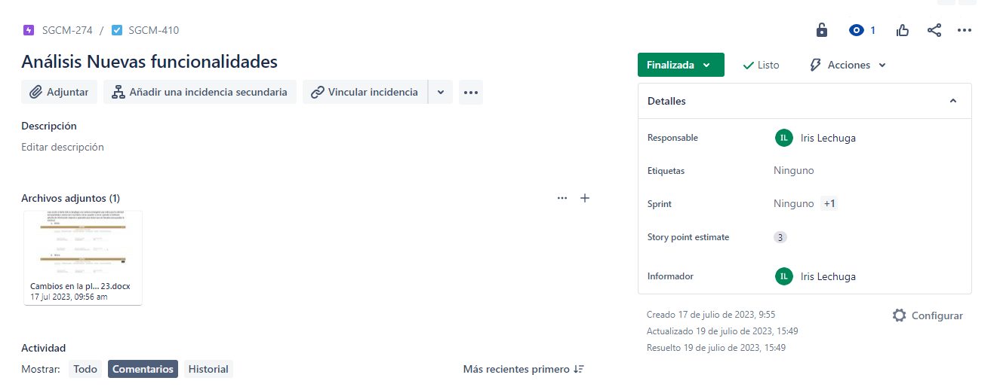 SGCM-274 / SGCM-410
1
Análisis Nuevas funcionalidades
Finalizada
Listo
Acciones
Adjuntar
Añadir una incidencia secundaria
Vincular incidencia
Detalles
Descripción
Editar descripción
Responsable
IL Iris Lechuga
Etiquetas
Ninguno
Sprint
Ninguno +1
Story point estimate
3
Informador
IL Iris Lechuga
Archivos adjuntos (1)
Cambios en la pl... 23.docx
17 jul 2023, 09:56 am
Creado 17 de julio de 2023, 9:55
Configurar
Actualizado 19 de julio de 2023, 15:49
Resuelto 19 de julio de 2023, 15:49
Actividad
Mostrar: Todo Comentarios Historial
Más recientes primero